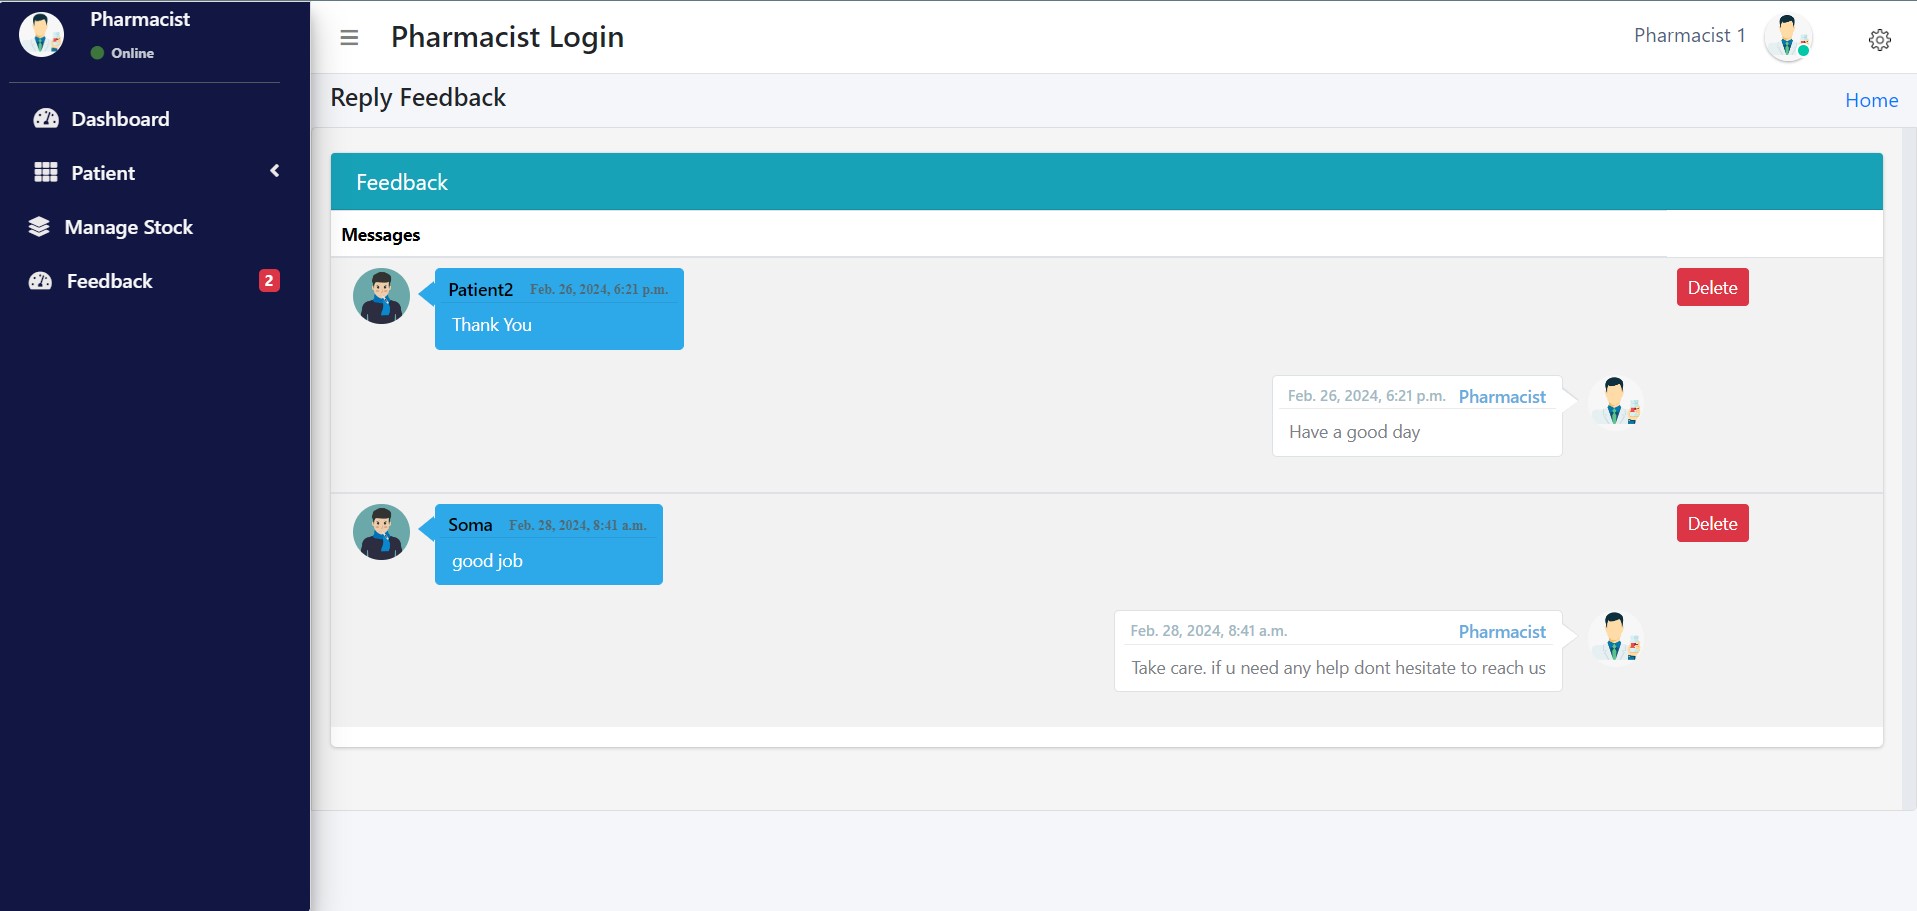 Pharmacist
Online
Dashboard
Patient
Manage Stock
Feedback 2
Pharmacist Login
Pharmacist 1
Reply Feedback
Home
Feedback
Messages
Patient2 Feb. 26, 2024, 6:21 p.m.
Thank You
Delete
Feb. 26, 2024, 6:21 p.m. Pharmacist
Have a good day
Soma Feb. 28, 2024, 8:41 a.m.
good job
Delete
Feb. 28, 2024, 8:41 a.m. Pharmacist
Take care. if u need any help dont hesitate to reach us